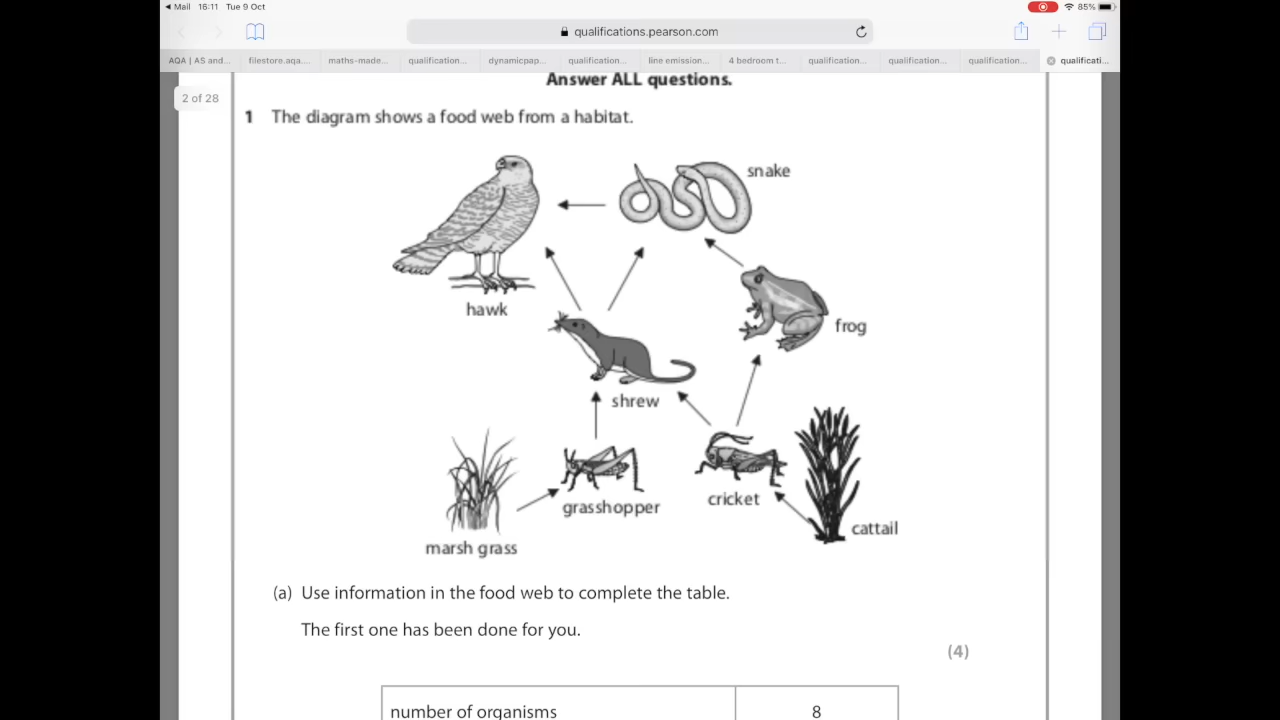 Mail 16:11 Tue 9 Oct 85%
qualifications.pearson.com
AQA | AS and... filestore.aqa.... maths-made... qualification... dynamicpap... qualification... line emission... 4 bedroom t... qualification... qualification... qualification... qualificati...
Answer ALL questions.
2 of 28
1 The diagram shows a food web from a habitat.
snake
hawk
frog
shrew
grasshopper
cricket
cattail
marsh grass
(a) Use information in the food web to complete the table.
The first one has been done for you.
(4)
number of organisms 8